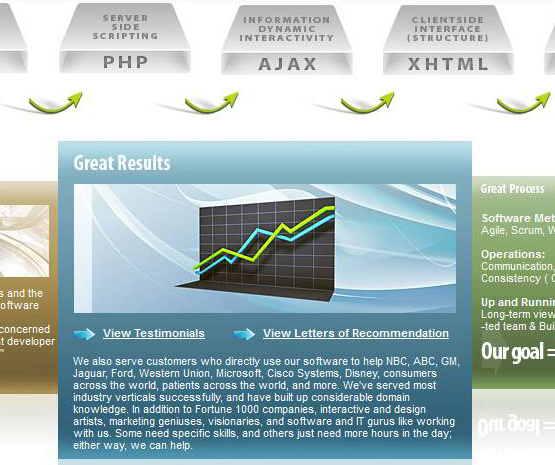 SERVER
SIDE
SCRIPTING
PHP
INFORMATION
DYNAMIC
INTERACTIVITY
AJAX
CLIENTSIDE
INTERFACE
(STRUCTURE)
XHTML
Great Results
View Testimonials
View Letters of Recommendation
We also serve customers who directly use our software to help NBC, ABC, GM,
Jaguar, Ford, Western Union, Microsoft, Cisco Systems, Disney, consumers
across the world, patients across the world, and more. We've served most
industry verticals successfully, and have built up considerable domain
knowledge. In addition to Fortune 1000 companies, interactive and design
artists, marketing geniuses, visionaries, and software and IT gurus like working
with us. Some need specific skills, and others just need more hours in the day;
either way, we can help.
s and the
oftware
concerned
t developer
"
Great Process
Software Met
Agile, Scrum, W
Operations:
Communication,
Consistency ( C
Up and Runnin
Long-term view
-ted team & Bui
Our goal =